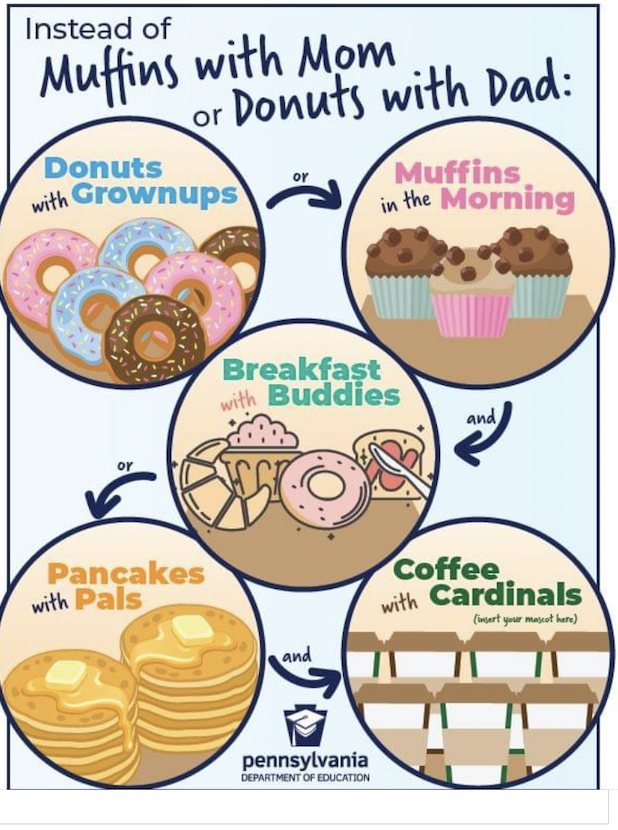 Instead of
Muffins with Mom
or Donuts with Dad:
Donuts
with Grownups
or
Muffins
in the Morning
Breakfast
with Buddies
and
or
Pancakes
with Pals
and
Coffee
with Cardinals
(insert your mascot here)
pennsylvania
DEPARTMENT OF EDUCATION